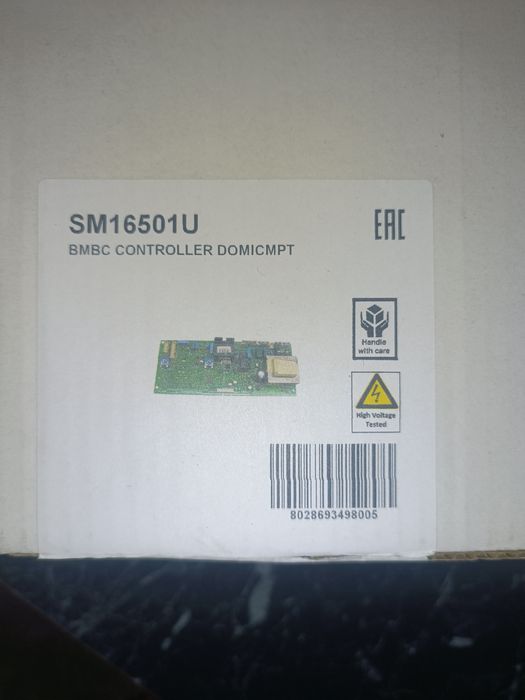 SM16501U
EAC
BMBC CONTROLLER DOMICMPT
Handle
with care
High Voltage
Tested
8028693498005